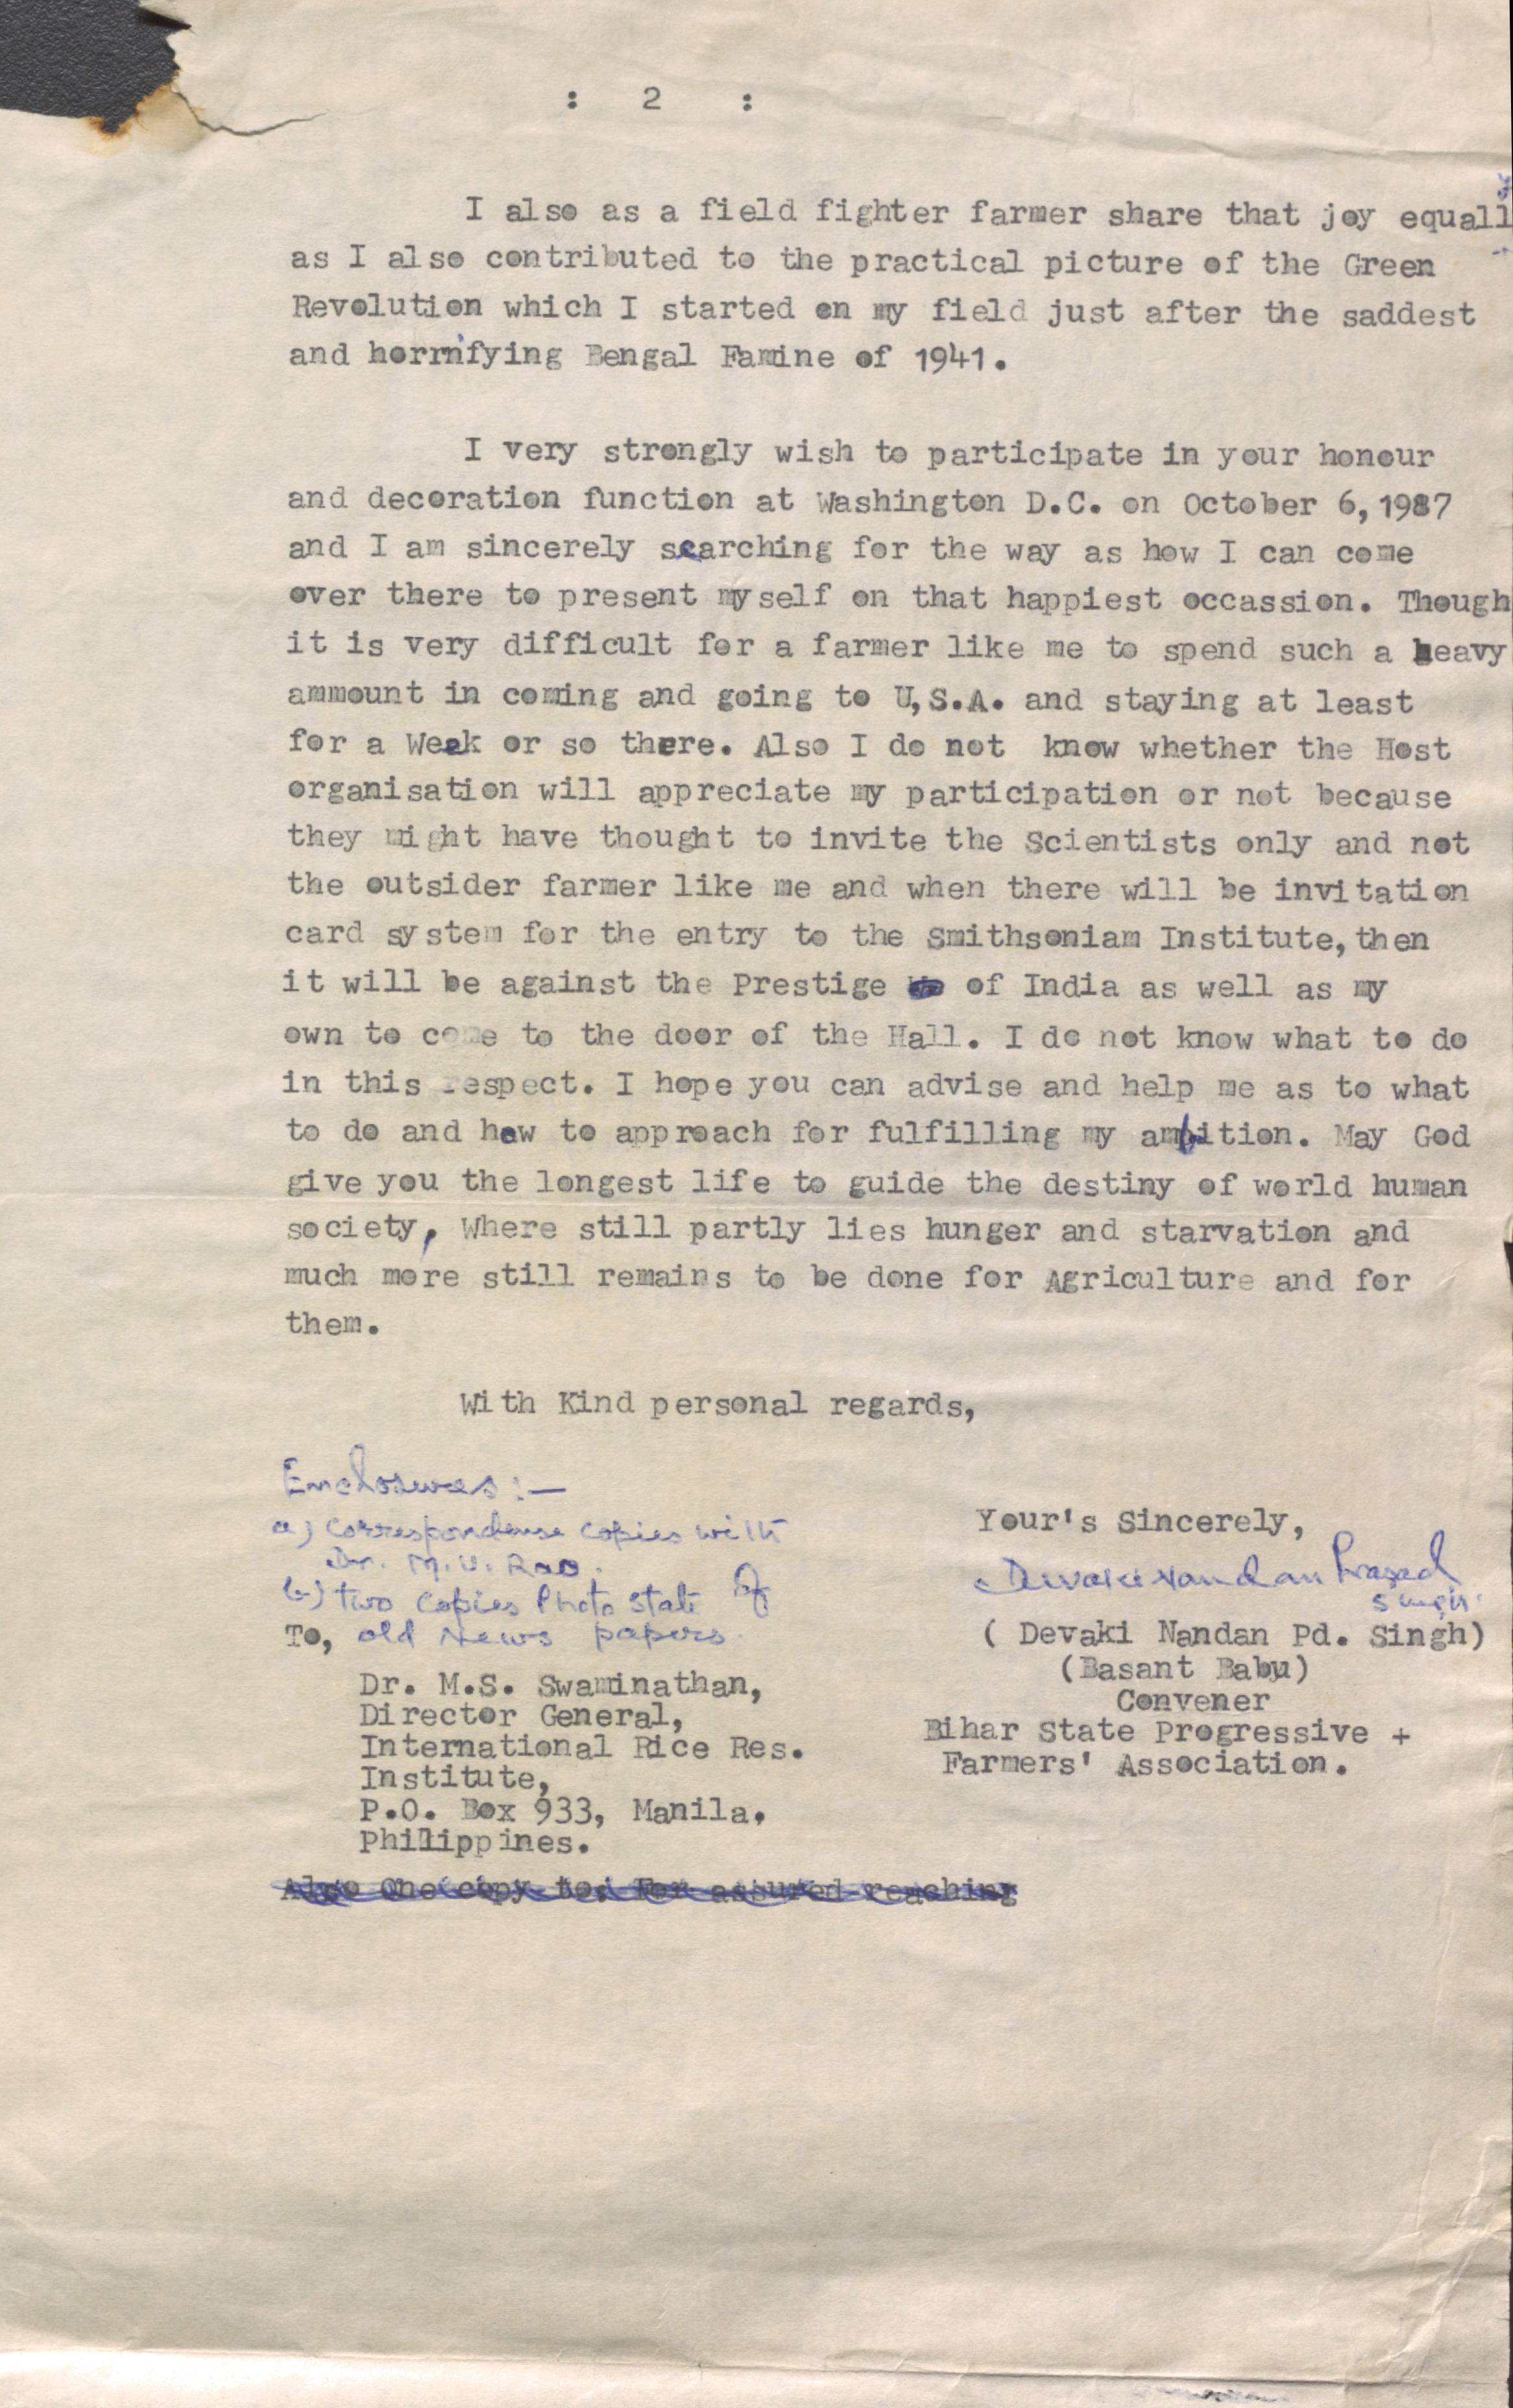 : 2 :
I also as a field fighter farmer share that joy equall
as I also contributed to the practical picture of the Green
Revolution which I started on my field just after the saddest
and horrifying Bengal Famine of 1941.
I very strongly wish to participate in your honour
and decoration function at Washington D.C. on October 6,1987
and I am sincerely searching for the way as how I can come
over there to present myself on that happiest occassion. Though
it is very difficult for a farmer like me to spend such a heavy
ammount in coming and going to U,S.A. and staying at least
for a Week or so there. Also I do not know whether the Host
organisation will appreciate my participation or not because
they might have thought to invite the Scientists only and not
the outsider farmer like me and when there will be invitation
card system for the entry to the Smithsoniam Institute,then
it will be against the Prestige of India as well as my
own to come to the door of the Hall. I do not know what to do
in this respect. I hope you can advise and help me as to what
to do and how to approach for fulfilling my ambition. May God
give you the longest life to guide the destiny of world human
society, Where still partly lies hunger and starvation and
much more still remains to be done for Agriculture and for
them.
With Kind personal regards,
Enclosures :-
a) Correspondense copies with
Dr. M.V. Rao.
b) two copies Photo State of
old News papers
Your's Sincerely,
Devaki Nandan Prasad
Singh
( Devaki Nandan Pd. Singh)
(Basant Babu)
Convener
Bihar State Progressive +
Farmers' Association.
To,
Dr. M.S. Swaminathan,
Director General,
International Rice Res.
Institute,
P.O. Box 933, Manila,
Philippines.
Also One copy to, For assured reaching